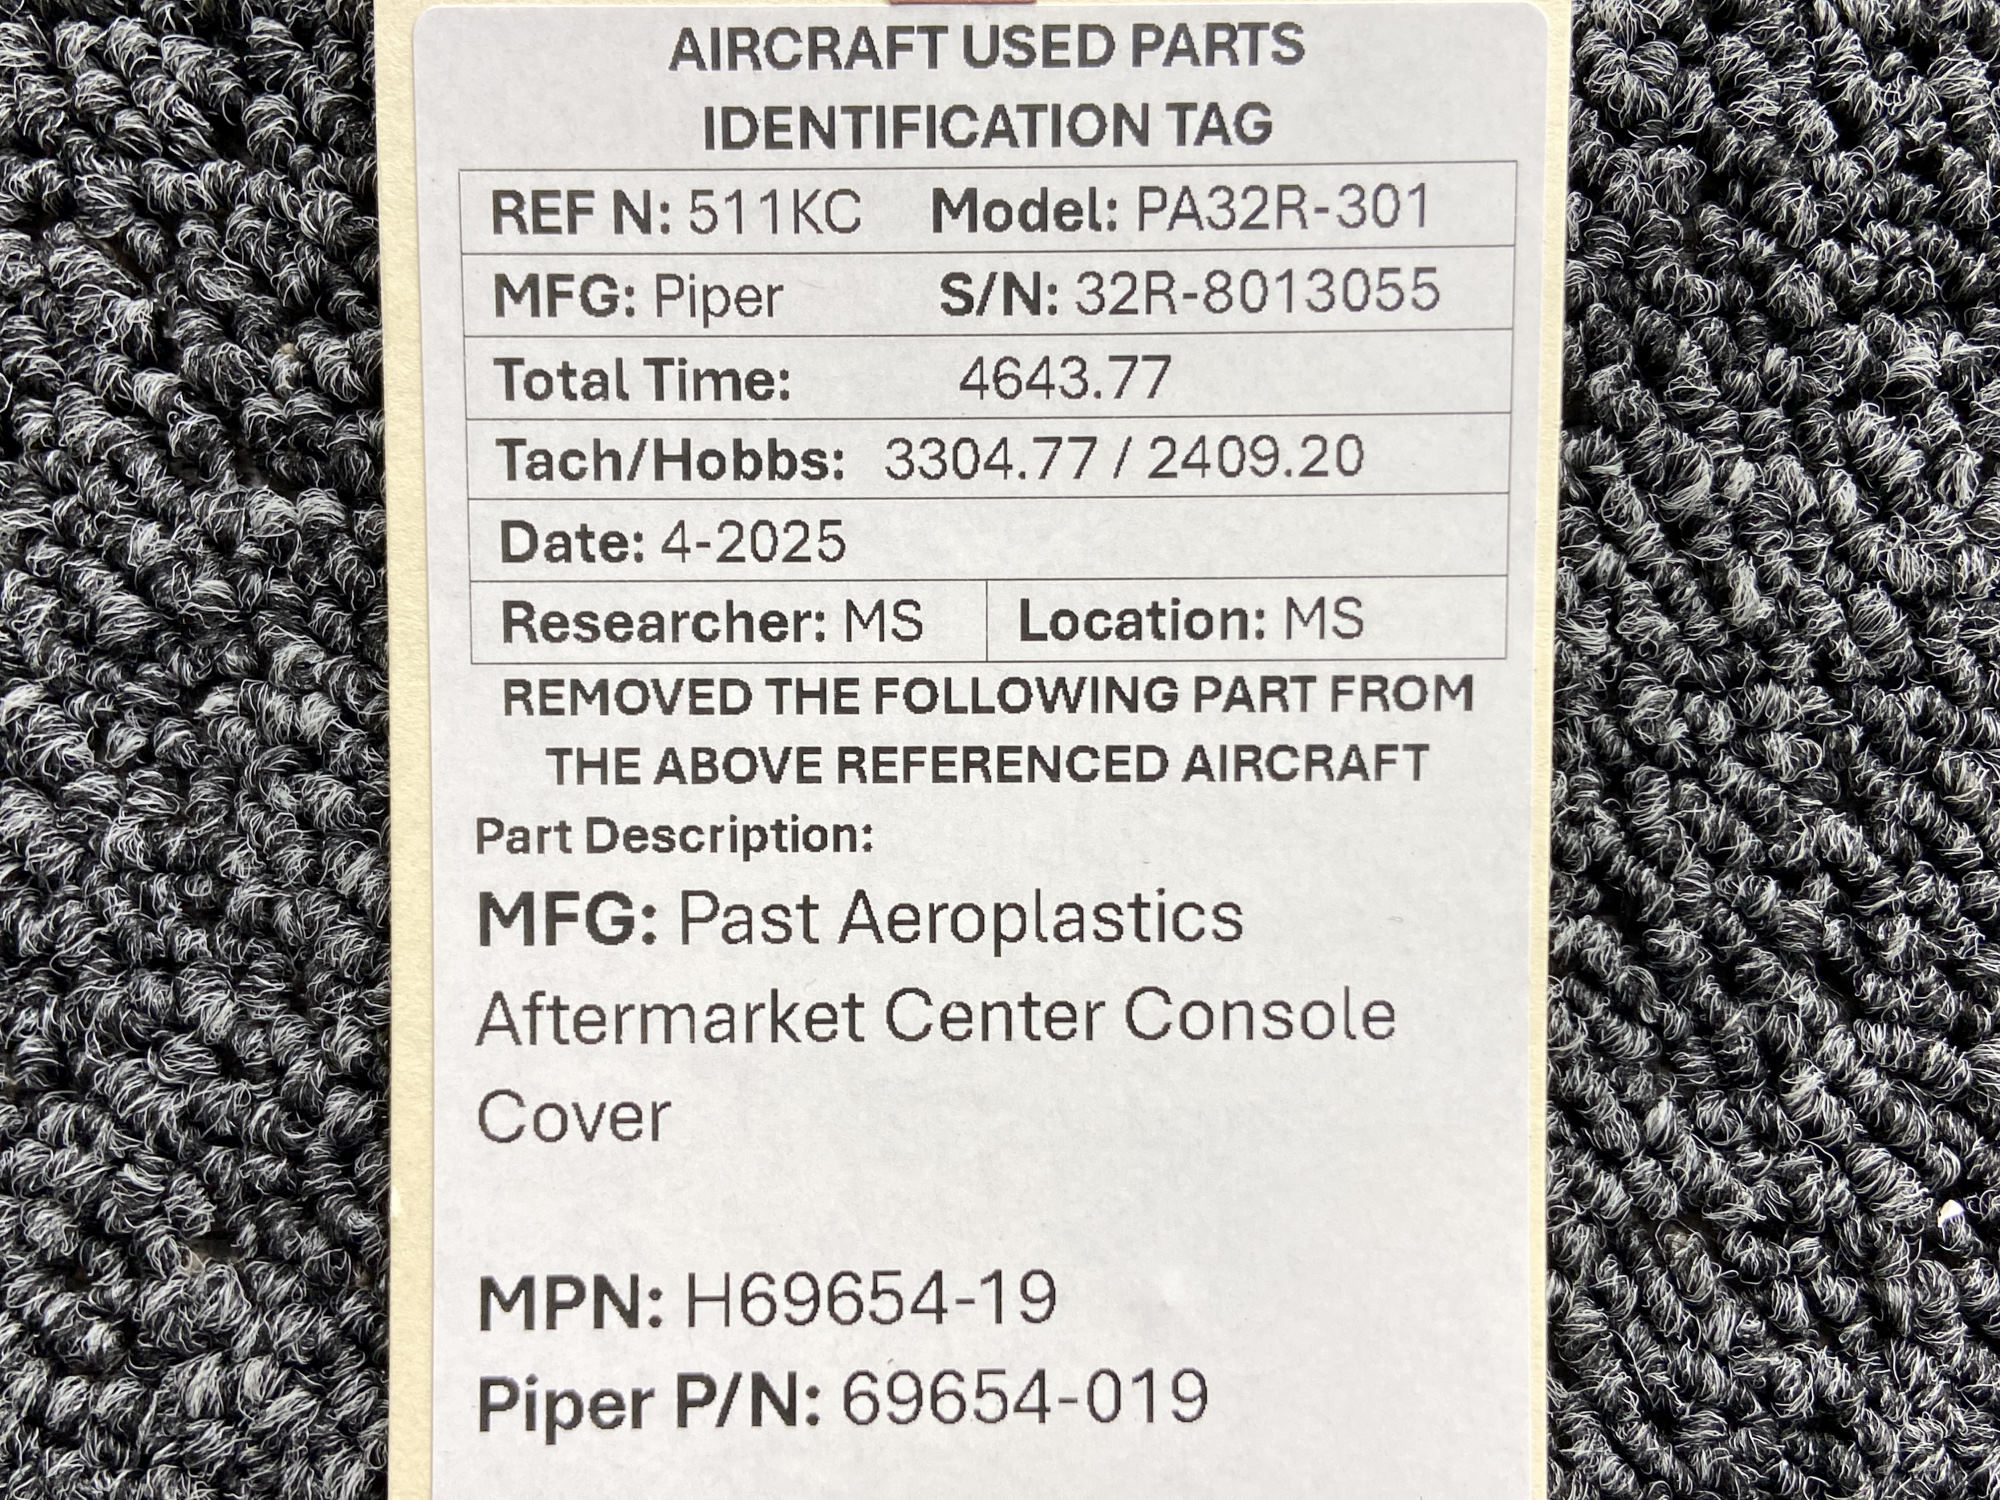 AIRCRAFT USED PARTS
IDENTIFICATION TAG
REF N: 511KC Model: PA32R-301
MFG: Piper S/N: 32R-8013055
Total Time: 4643.77
Tach/Hobbs: 3304.77 / 2409.20
Date: 4-2025
Researcher: MS Location: MS
REMOVED THE FOLLOWING PART FROM
THE ABOVE REFERENCED AIRCRAFT
Part Description:
MFG: Past Aeroplastics
Aftermarket Center Console
Cover
MPN: H69654-19
Piper P/N: 69654-019